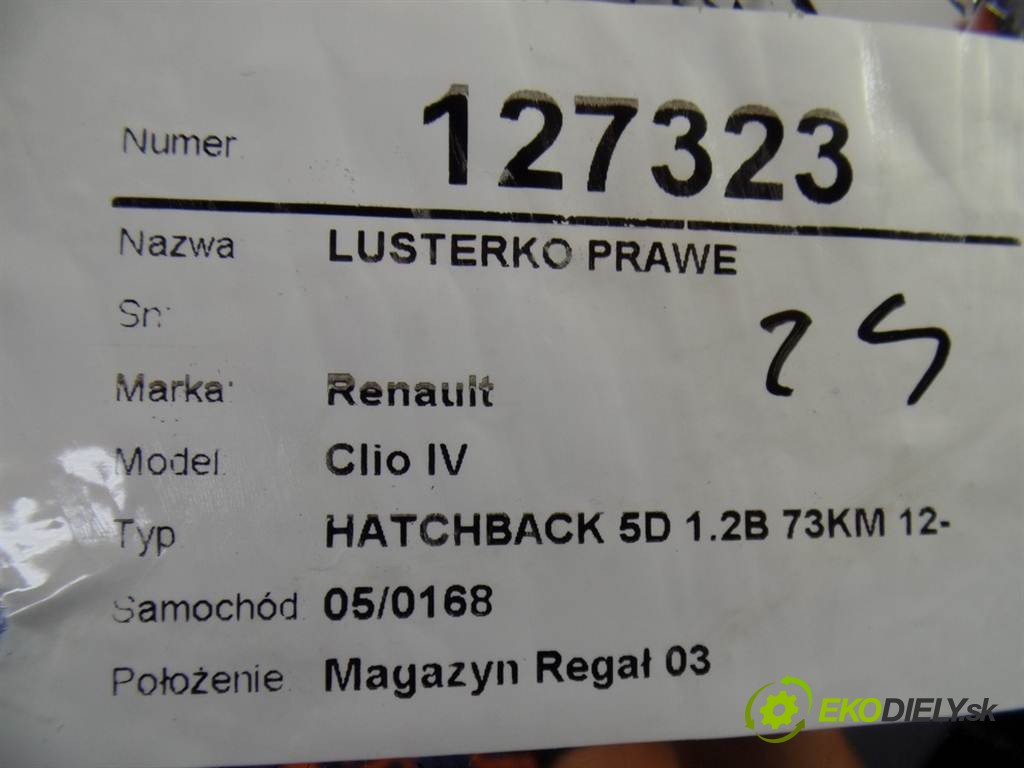 Numer 127323
Nazwa LUSTERKO PRAWE
Sn:
Marka: Renault
Model: Clio IV
Typ HATCHBACK 5D 1.2B 73KM 12-
Samochód 05/0168
Położenie: Magazyn Regał 03
EKODIELY.sk